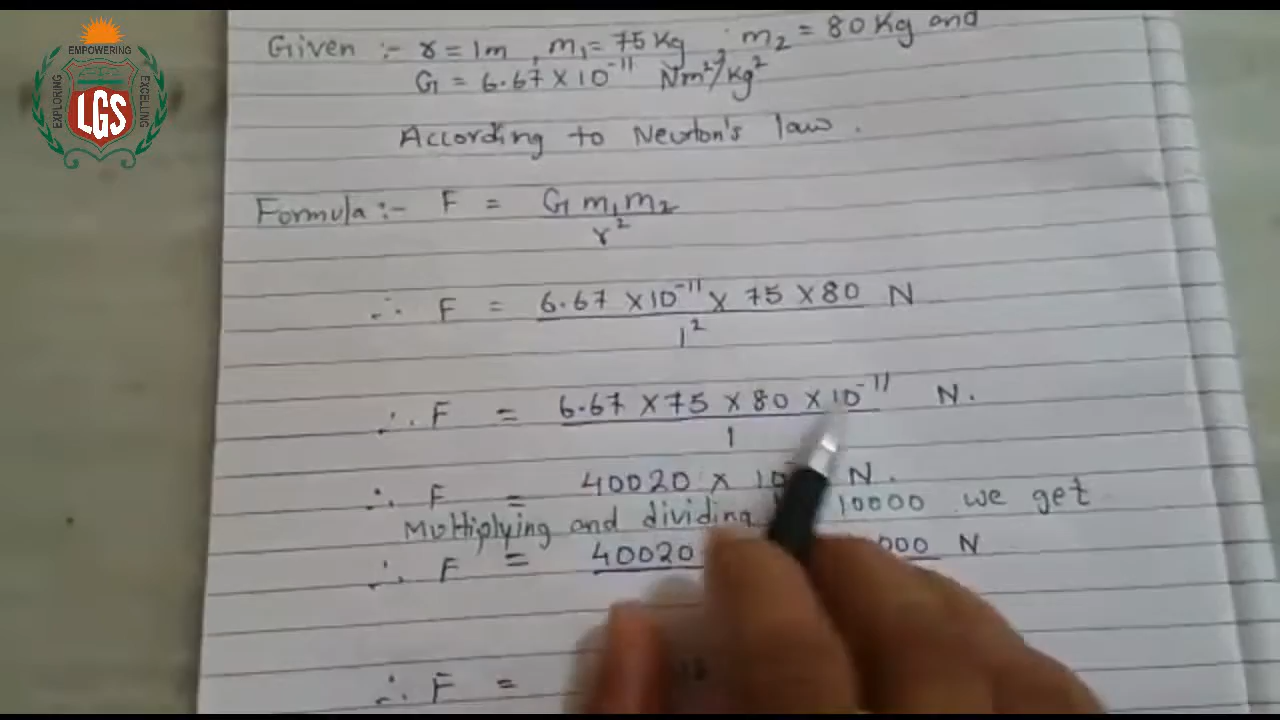 EMPOWERING
EXPLORING
EXCELLING
LGS
Given :- r = 1m , m₁ = 75 Kg , m₂ = 80 Kg and
G = 6.67 × 10⁻¹¹ Nm²/Kg²
According to Newton's law .
Formula :- F = G m₁m₂
r²
∴ F = 6.67 × 10⁻¹¹ × 75 × 80 N
1²
∴ F = 6.67 × 75 × 80 × 10⁻¹¹ N.
1
∴ F = 40020 × 10 N.
Multiplying and dividing 10000 we get
∴ F = 40020 000 N
∴ F =